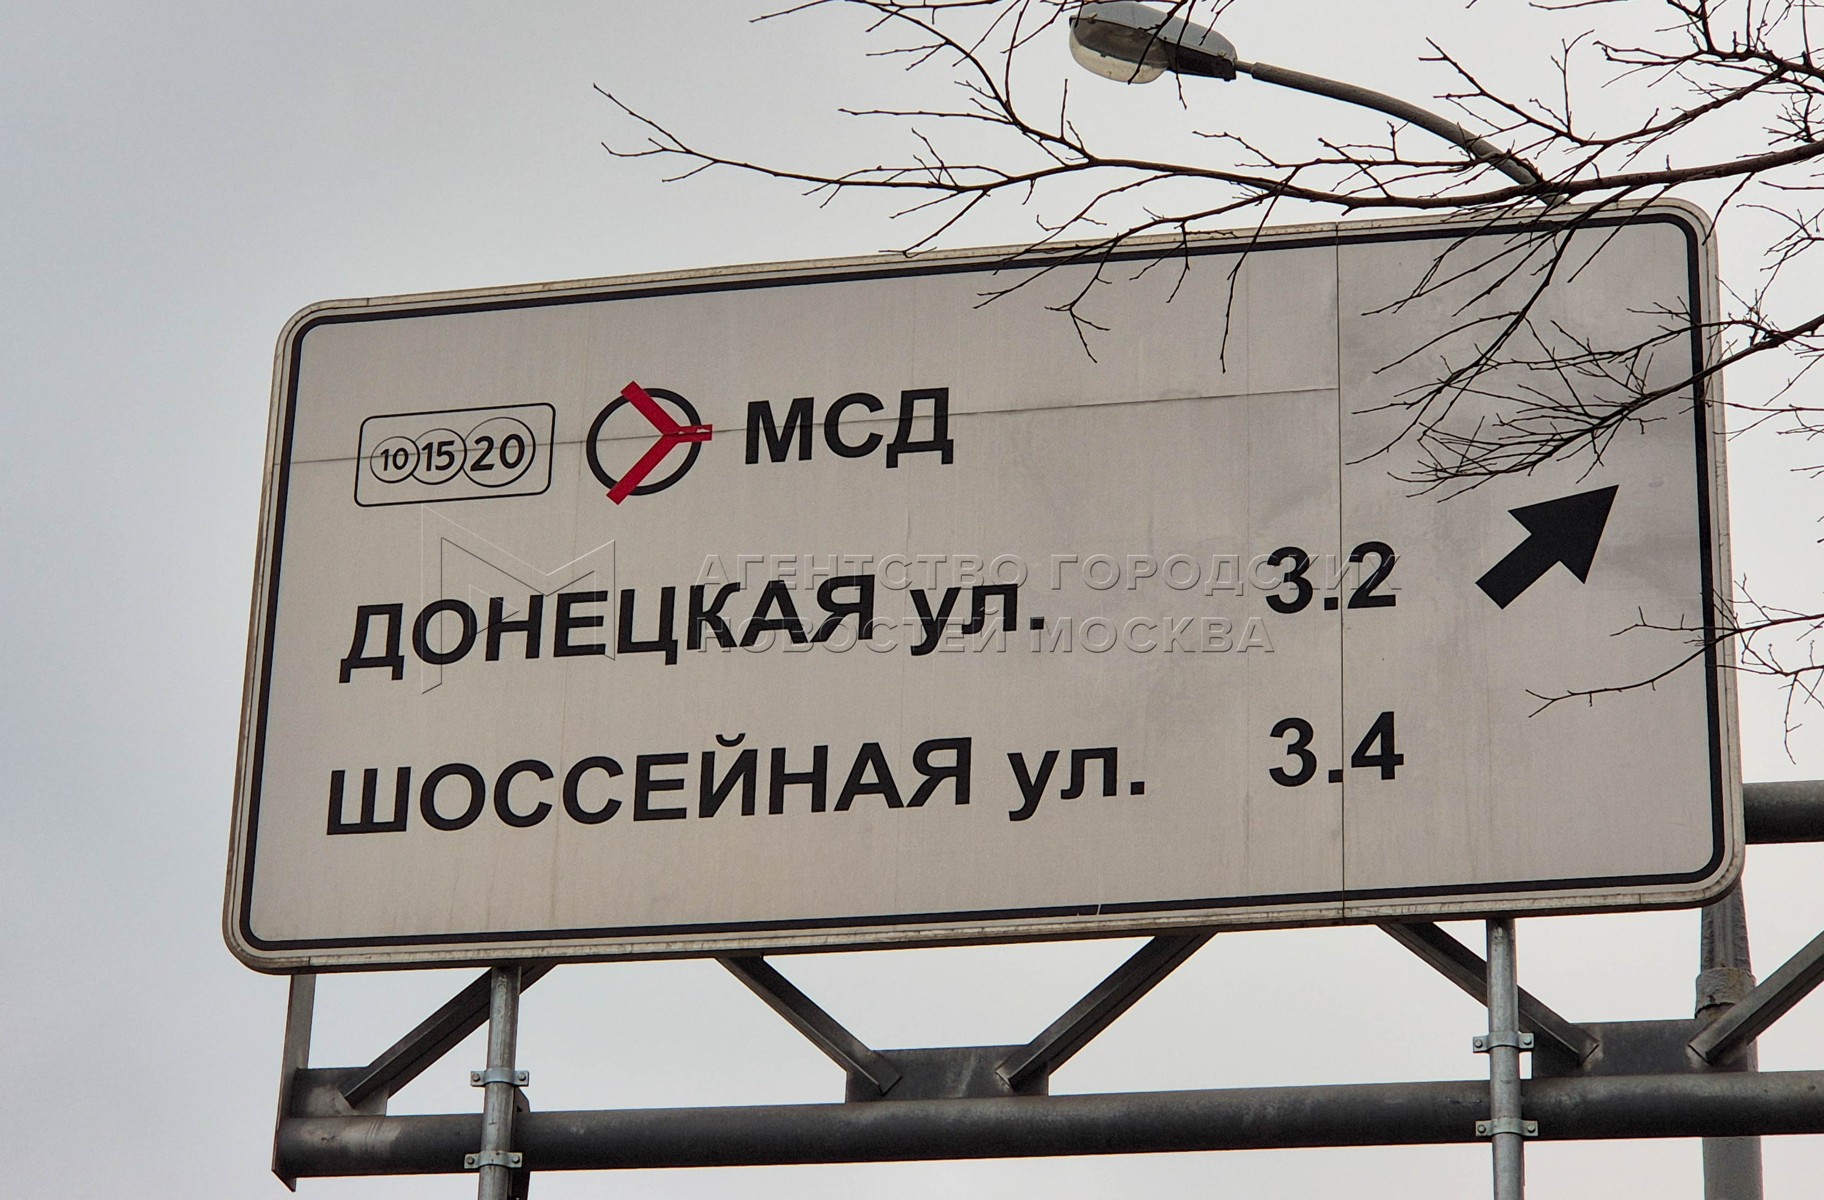 10 15 20 МСД
ДОНЕЦКАЯ ул. 3.2
ШОССЕЙНАЯ ул. 3.4
АГЕНТСТВО ГОРОДСКИХ
НОВОСТЕЙ МОСКВА